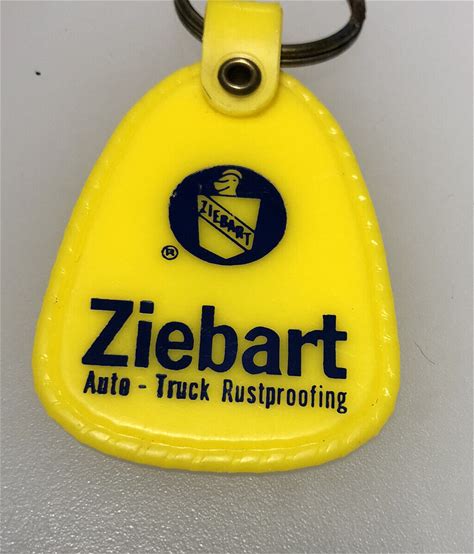 ZIEBART
®
Ziebart
Auto - Truck Rustproofing